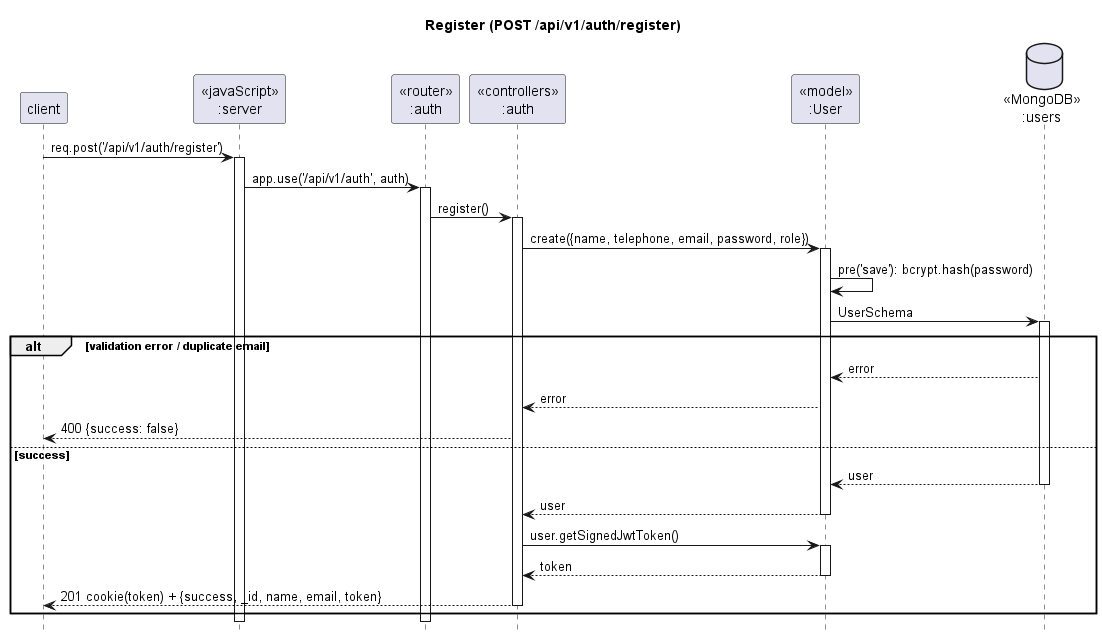 Register (POST /api/v1/auth/register)
client
«javaScript»
:server
«router»
:auth
«controllers»
:auth
«model»
:User
«MongoDB»
:users
req.post('/api/v1/auth/register')
app.use('/api/v1/auth', auth)
register()
create({name, telephone, email, password, role})
pre('save'): bcrypt.hash(password)
UserSchema
alt [validation error / duplicate email]
error
error
400 {success: false}
[success]
user
user
user.getSignedJwtToken()
token
201 cookie(token) + {success, _id, name, email, token}